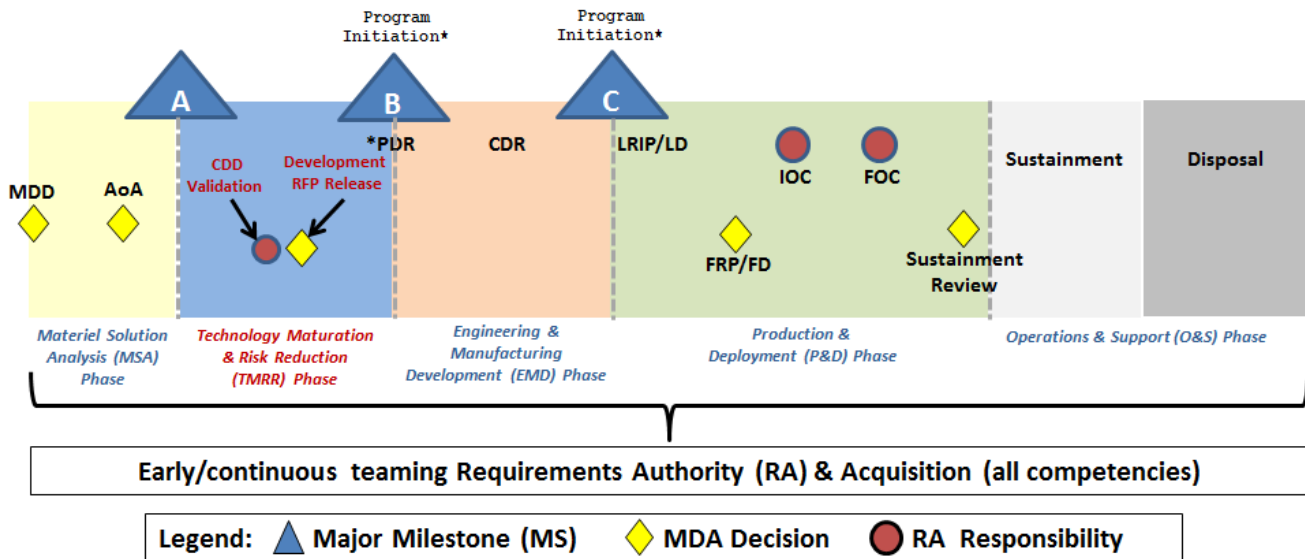 Program
Initiation★
Program
Initiation★
A
B
C
*PDR
CDR
LRIP/LD
CDD
Validation
Development
RFP Release
MDD
AoA
IOC
FOC
FRP/FD
Sustainment
Review
Sustainment
Disposal
Materiel Solution
Analysis (MSA)
Phase
Technology Maturation
& Risk Reduction
(TMRR) Phase
Engineering &
Manufacturing
Development (EMD) Phase
Production &
Deployment (P&D) Phase
Operations & Support (O&S) Phase
Early/continuous teaming Requirements Authority (RA) & Acquisition (all competencies)
Legend: Major Milestone (MS) MDA Decision RA Responsibility